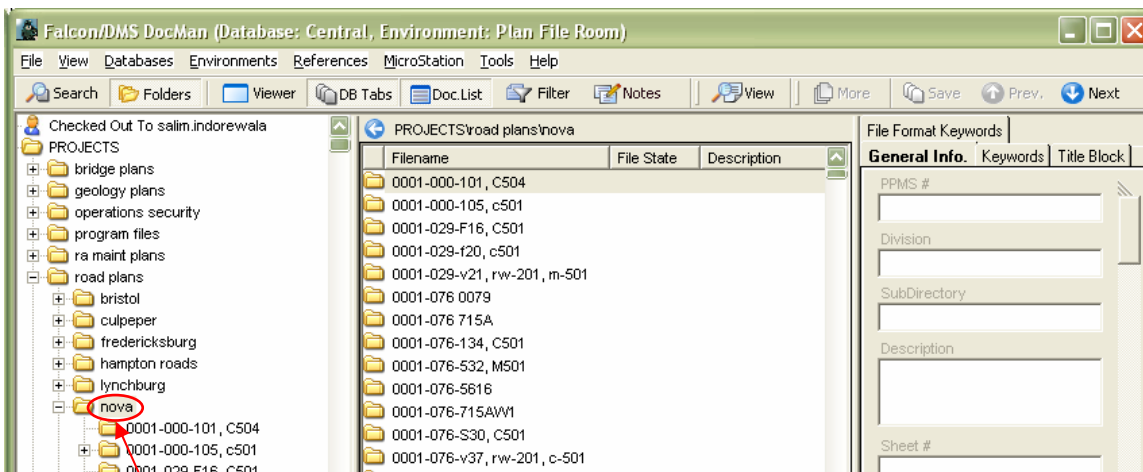 Falcon/DMS DocMan (Database: Central, Environment: Plan File Room)
File View Databases Environments References MicroStation Tools Help
Search Folders Viewer DB Tabs Doc.List Filter Notes View More Save Prev. Next
Checked Out To salim.indorewala
PROJECTS
bridge plans
geology plans
operations security
program files
ra maint plans
road plans
bristol
culpeper
fredericksburg
hampton roads
lynchburg
nova
0001-000-101, C504
0001-000-105, c501
0001-029-F16, C501
PROJECTS\road plans\nova
Filename File State Description
0001-000-101, C504
0001-000-105, c501
0001-029-F16, C501
0001-029-f20, c501
0001-029-v21, rw-201, m-501
0001-076 0079
0001-076 715A
0001-076-134, C501
0001-076-532, M501
0001-076-5616
0001-076-715AW1
0001-076-S30, C501
0001-076-v37, rw-201, c-501
File Format Keywords
General Info. Keywords Title Block
PPMS #
Division
SubDirectory
Description
Sheet #